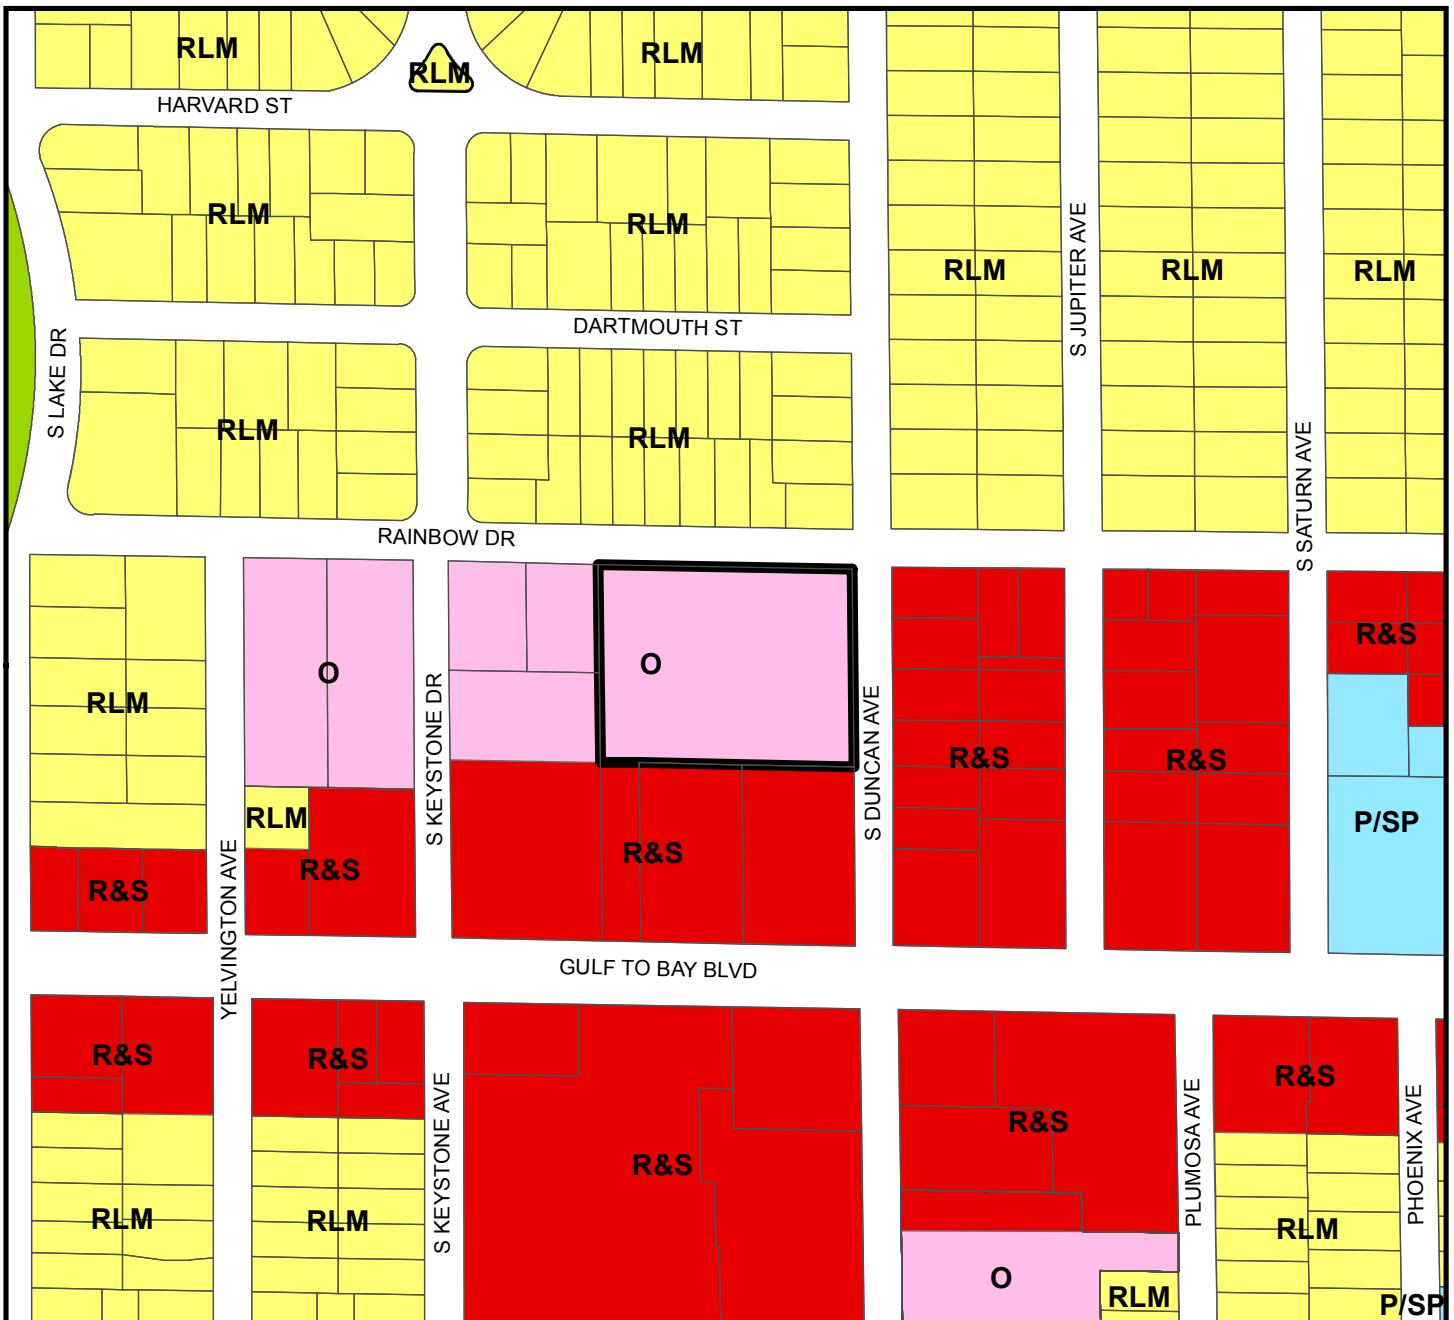 RLM
RLM
RLM
HARVARD ST
RLM
RLM
RLM
RLM
RLM
S JUPITER AVE
DARTMOUTH ST
S LAKE DR
RLM
RLM
S SATURN AVE
RAINBOW DR
RLM
O
O
R&S
S KEYSTONE DR
S DUNCAN AVE
R&S
R&S
RLM
P/SP
R&S
R&S
R&S
YELVINGTON AVE
GULF TO BAY BLVD
R&S
R&S
R&S
R&S
R&S
S KEYSTONE AVE
PLUMOSA AVE
PHOENIX AVE
RLM
RLM
RLM
O
RLM
P/SP